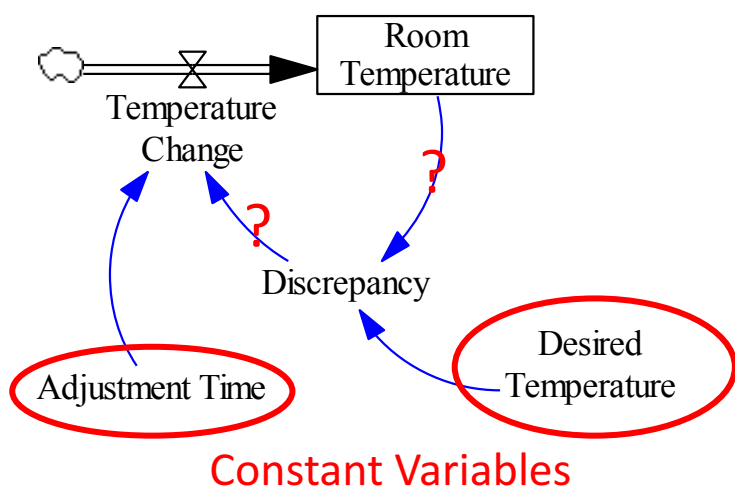 Room
Temperature
Temperature
Change
?
?
Discrepancy
Desired
Temperature
Adjustment Time
Constant Variables